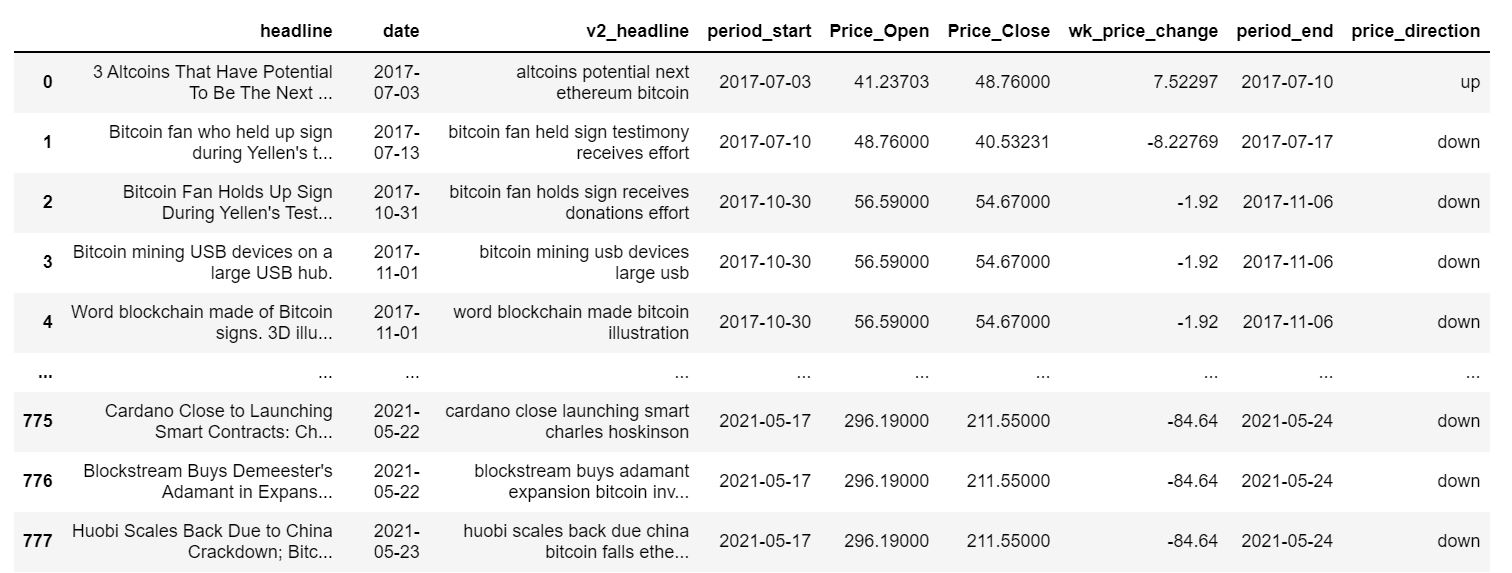 headline date v2_headline period_start Price_Open Price_Close wk_price_change period_end price_direction
0 3 Altcoins That Have Potential To Be The Next ... 2017-07-03 altcoins potential next ethereum bitcoin 2017-07-03 41.23703 48.76000 7.52297 2017-07-10 up
1 Bitcoin fan who held up sign during Yellen's t... 2017-07-13 bitcoin fan held sign testimony receives effort 2017-07-10 48.76000 40.53231 -8.22769 2017-07-17 down
2 Bitcoin Fan Holds Up Sign During Yellen's Test... 2017-10-31 bitcoin fan holds sign receives donations effort 2017-10-30 56.59000 54.67000 -1.92 2017-11-06 down
3 Bitcoin mining USB devices on a large USB hub. 2017-11-01 bitcoin mining usb devices large usb 2017-10-30 56.59000 54.67000 -1.92 2017-11-06 down
4 Word blockchain made of Bitcoin signs. 3D illu... 2017-11-01 word blockchain made bitcoin illustration 2017-10-30 56.59000 54.67000 -1.92 2017-11-06 down
... ... ... ... ... ... ... ... ... ...
775 Cardano Close to Launching Smart Contracts: Ch... 2021-05-22 cardano close launching smart charles hoskinson 2021-05-17 296.19000 211.55000 -84.64 2021-05-24 down
776 Blockstream Buys Demeester's Adamant in Expans... 2021-05-22 blockstream buys adamant expansion bitcoin inv... 2021-05-17 296.19000 211.55000 -84.64 2021-05-24 down
777 Huobi Scales Back Due to China Crackdown; Bitc... 2021-05-23 huobi scales back due china bitcoin falls ethe... 2021-05-17 296.19000 211.55000 -84.64 2021-05-24 down